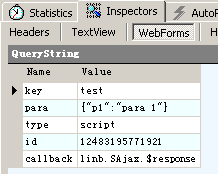 Statistics Inspectors AutoR
Headers TextView WebForms H
QueryString
Name Value
key test
para {"p1":"para 1"}
type script
id 12483195771921
callback linb.SAjax.$response